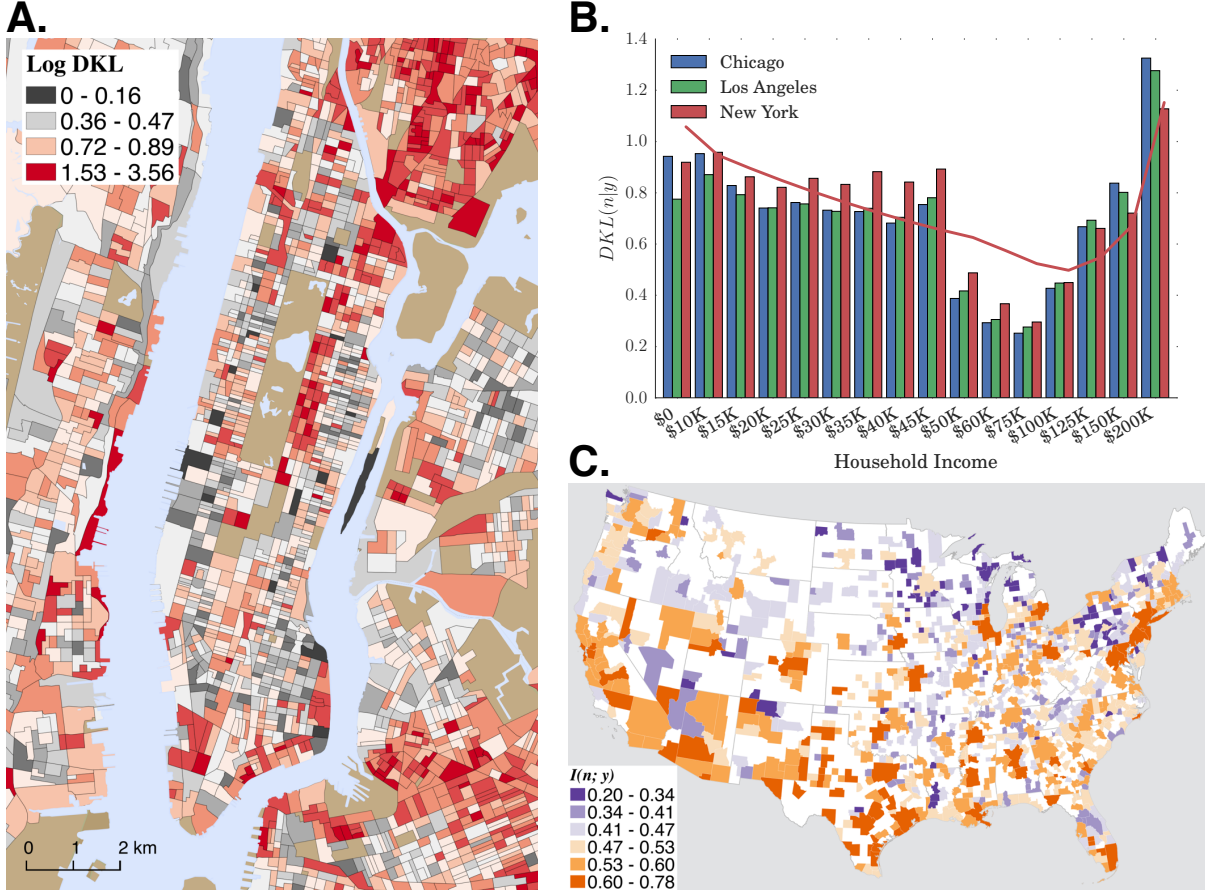 A.
Log DKL
0 - 0.16
0.36 - 0.47
0.72 - 0.89
1.53 - 3.56
0 1 2 km
B.
1.4
1.2
1.0
0.8
0.6
0.4
0.2
0.0
DKL(n|y)
Chicago
Los Angeles
New York
$0
$10K
$15K
$20K
$25K
$30K
$35K
$40K
$45K
$50K
$60K
$75K
$100K
$125K
$150K
$200K
Household Income
C.
I(n; y)
0.20 - 0.34
0.34 - 0.41
0.41 - 0.47
0.47 - 0.53
0.53 - 0.60
0.60 - 0.78